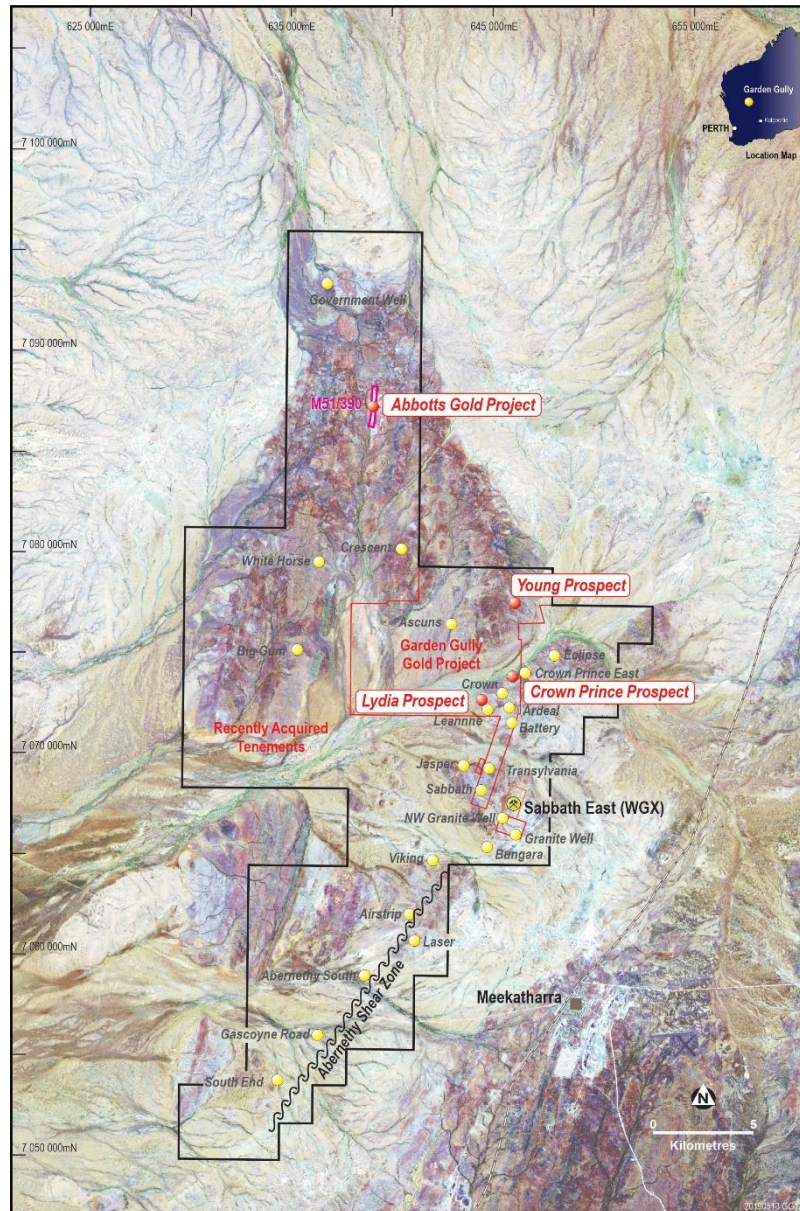 625 000mE
635 000mE
645 000mE
655 000mE
Garden Gully
Kalgoorlie
PERTH
Location Map
7 100 000mN
Government Well
7 090 000mN
M51/390
Abbotts Gold Project
7 080 000mN
White Horse
Crescent
Young Prospect
Ascuns
Garden Gully
Gold Project
Big Gum
Eclipse
Crown Prince East
Crown
Crown Prince Prospect
Lydia Prospect
Ardeal
Leannne
Battery
Recently Acquired
Tenements
7 070 000mN
Jasper
Transylvania
Sabbath
Sabbath East (WGX)
NW Granite Well
Granite Well
Bungara
Viking
Airstrip
Laser
7 060 000mN
Abernethy South
Abernethy Shear Zone
Meekatharra
Gascoyne Road
South End
N
0 5
Kilometres
7 050 000mN